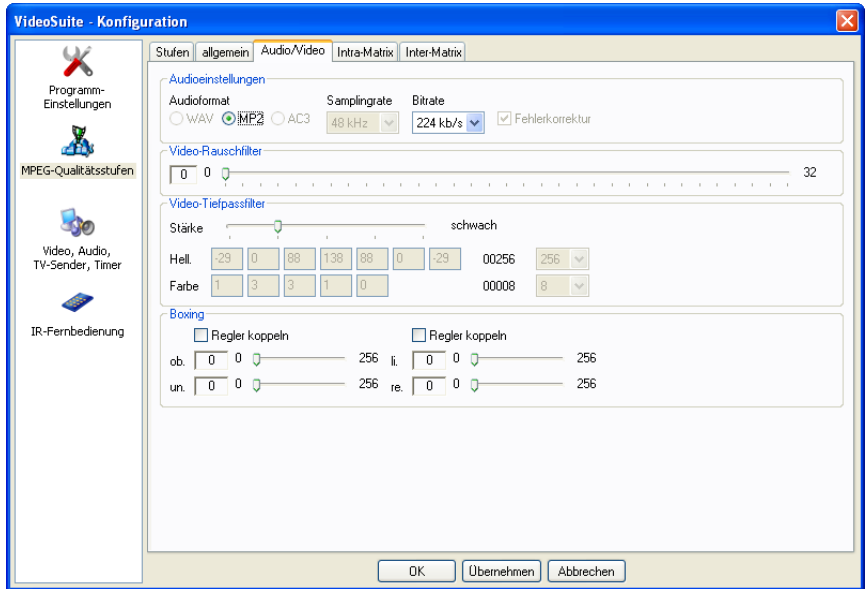 VideoSuite - Konfiguration
Programm-
Einstellungen
MPEG-Qualitätsstufen
Video, Audio,
TV-Sender, Timer
IR-Fernbedienung
Stufen allgemein Audio/Video Intra-Matrix Inter-Matrix
Audioeinstellungen
Audioformat Samplingrate Bitrate
WAV MP2 AC3 48 kHz 224 kb/s Fehlerkorrektur
Video-Rauschfilter
0 0 32
Video-Tiefpassfilter
Stärke schwach
Hell. -29 0 88 138 88 0 -29 00256 256
Farbe 1 3 3 1 0 00008 8
Boxing
Regler koppeln Regler koppeln
ob. 0 0 256 li. 0 0 256
un. 0 0 256 re. 0 0 256
OK Übernehmen Abbrechen